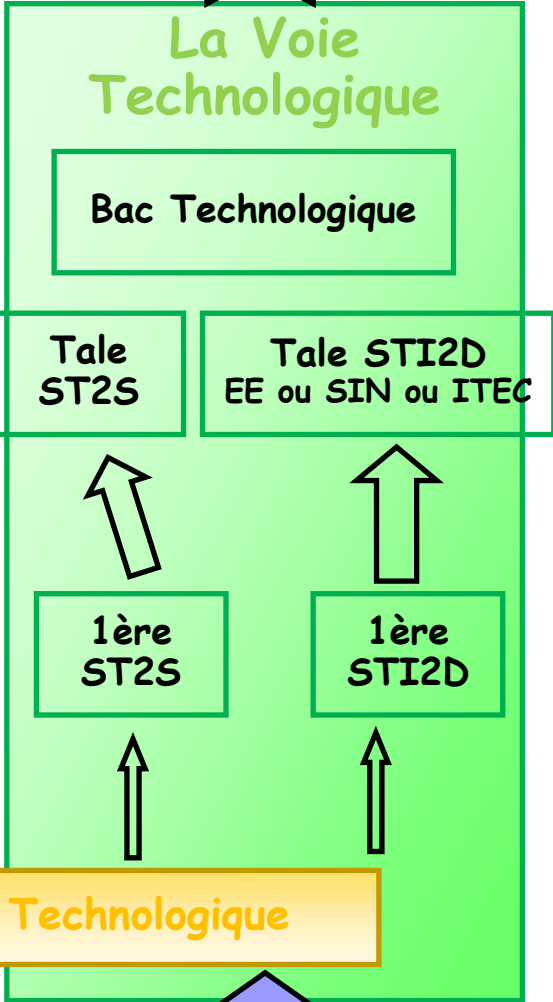 La Voie
Technologique
Bac Technologique
Tale
ST2S
Tale STI2D
EE ou SIN ou ITEC
1ère
ST2S
1ère
STI2D
Technologique